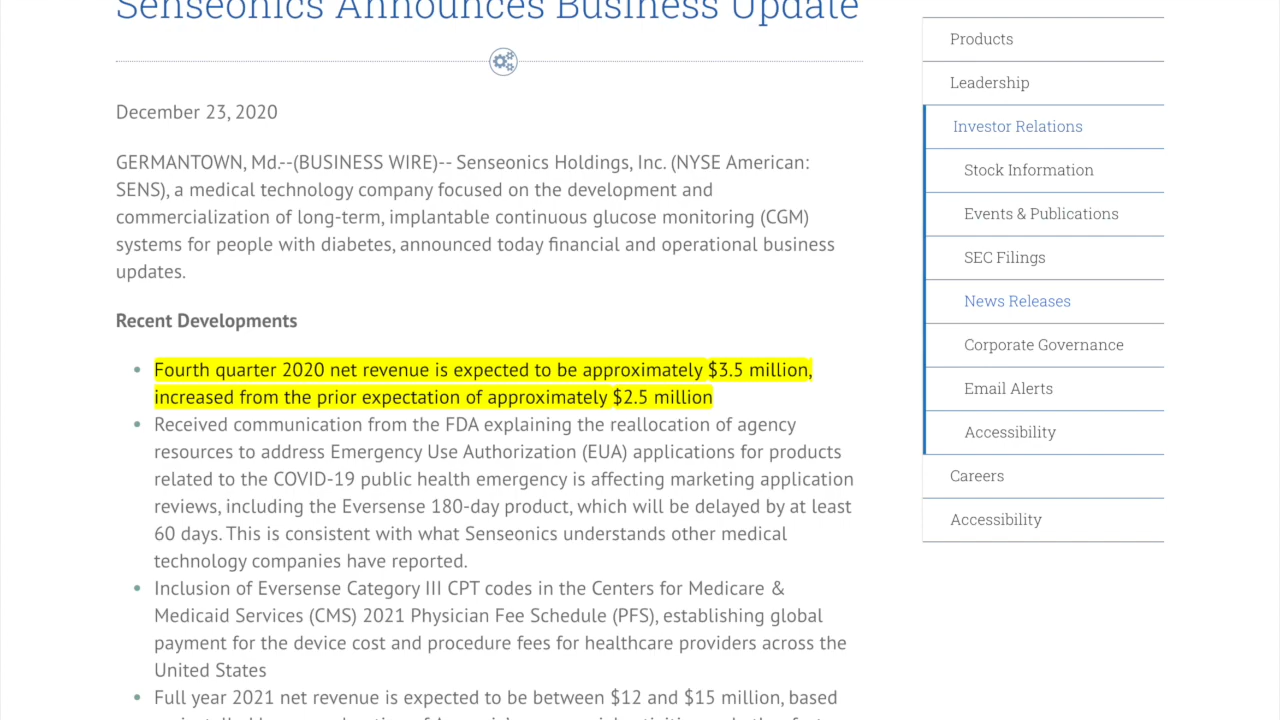 Senseonics Announces Business Update
December 23, 2020
GERMANTOWN, Md.--(BUSINESS WIRE)-- Senseonics Holdings, Inc. (NYSE American:
SENS), a medical technology company focused on the development and
commercialization of long-term, implantable continuous glucose monitoring (CGM)
systems for people with diabetes, announced today financial and operational business
updates.
Recent Developments
• Fourth quarter 2020 net revenue is expected to be approximately $3.5 million,
increased from the prior expectation of approximately $2.5 million
• Received communication from the FDA explaining the reallocation of agency
resources to address Emergency Use Authorization (EUA) applications for products
related to the COVID-19 public health emergency is affecting marketing application
reviews, including the Eversense 180-day product, which will be delayed by at least
60 days. This is consistent with what Senseonics understands other medical
technology companies have reported.
• Inclusion of Eversense Category III CPT codes in the Centers for Medicare &
Medicaid Services (CMS) 2021 Physician Fee Schedule (PFS), establishing global
payment for the device cost and procedure fees for healthcare providers across the
United States
• Full year 2021 net revenue is expected to be between $12 and $15 million, based
Products
Leadership
Investor Relations
Stock Information
Events & Publications
SEC Filings
News Releases
Corporate Governance
Email Alerts
Accessibility
Careers
Accessibility